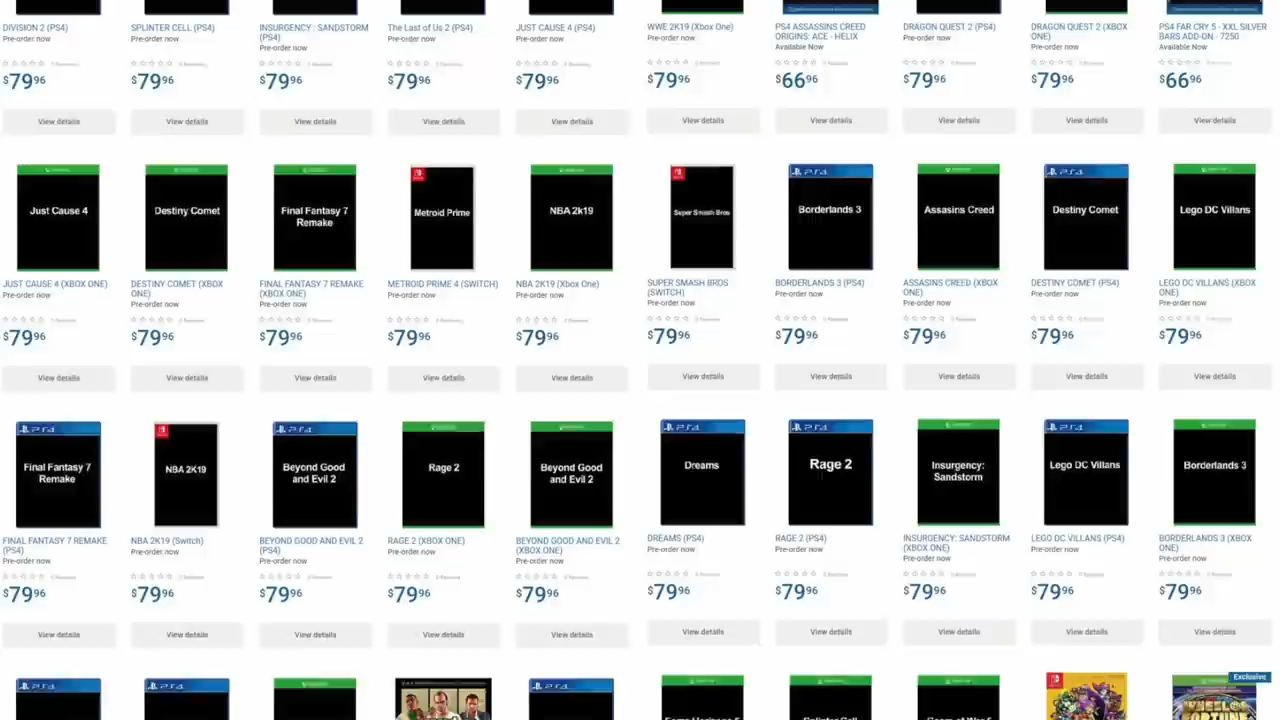 DIVISION 2 (PS4)
Pre-order now
$79 96
View details
SPLINTER CELL (PS4)
Pre-order now
$79 96
View details
INSURGENCY : SANDSTORM
(PS4)
Pre-order now
$79 96
View details
The Last of Us 2 (PS4)
Pre-order now
$79 96
View details
JUST CAUSE 4 (PS4)
Pre-order now
$79 96
View details
WWE 2K19 (Xbox One)
Pre-order now
$79 96
View details
PS4 ASSASSINS CREED
ORIGINS: ACE - HELIX
Available Now
$66 96
View details
DRAGON QUEST 2 (PS4)
Pre-order now
$79 96
View details
DRAGON QUEST 2 (XBOX
ONE)
Pre-order now
$79 96
View details
PS4 FAR CRY 5 - XXL SILVER
BARS ADD-ON - 7250
Available Now
$66 96
View details
Just Cause 4
JUST CAUSE 4 (XBOX ONE)
Pre-order now
$79 96
View details
Destiny Comet
DESTINY COMET (XBOX
ONE)
Pre-order now
$79 96
View details
Final Fantasy 7
Remake
FINAL FANTASY 7 REMAKE
(XBOX ONE)
Pre-order now
$79 96
View details
Metroid Prime
METROID PRIME 4 (SWITCH)
Pre-order now
$79 96
View details
NBA 2k19
NBA 2K19 (Xbox One)
Pre-order now
$79 96
View details
Super Smash Bros
SUPER SMASH BROS
(SWITCH)
Pre-order now
$79 96
View details
PS4
Borderlands 3
BORDERLANDS 3 (PS4)
Pre-order now
$79 96
View details
Assasins Creed
ASSASINS CREED (XBOX
ONE)
Pre-order now
$79 96
View details
PS4
Destiny Comet
DESTINY COMET (PS4)
Pre-order now
$79 96
View details
Lego DC Villans
LEGO DC VILLANS (XBOX
ONE)
Pre-order now
$79 96
View details
PS4
Final Fantasy 7
Remake
FINAL FANTASY 7 REMAKE
(PS4)
Pre-order now
$79 96
View details
NBA 2K19
NBA 2K19 (Switch)
Pre-order now
$79 96
View details
PS4
Beyond Good
and Evil 2
BEYOND GOOD AND EVIL 2
(PS4)
Pre-order now
$79 96
View details
Rage 2
RAGE 2 (XBOX ONE)
Pre-order now
$79 96
View details
Beyond Good
and Evil 2
BEYOND GOOD AND EVIL 2
(XBOX ONE)
Pre-order now
$79 96
View details
PS4
Dreams
DREAMS (PS4)
Pre-order now
$79 96
View details
PS4
Rage 2
RAGE 2 (PS4)
Pre-order now
$79 96
View details
Insurgency:
Sandstorm
INSURGENCY: SANDSTORM
(XBOX ONE)
Pre-order now
$79 96
View details
PS4
Lego DC Villans
LEGO DC VILLANS (PS4)
Pre-order now
$79 96
View details
Borderlands 3
BORDERLANDS 3 (XBOX
ONE)
Pre-order now
$79 96
View details
PS4
PS4
PS4
Splinter Cell
Gears of War 5
Exclusive